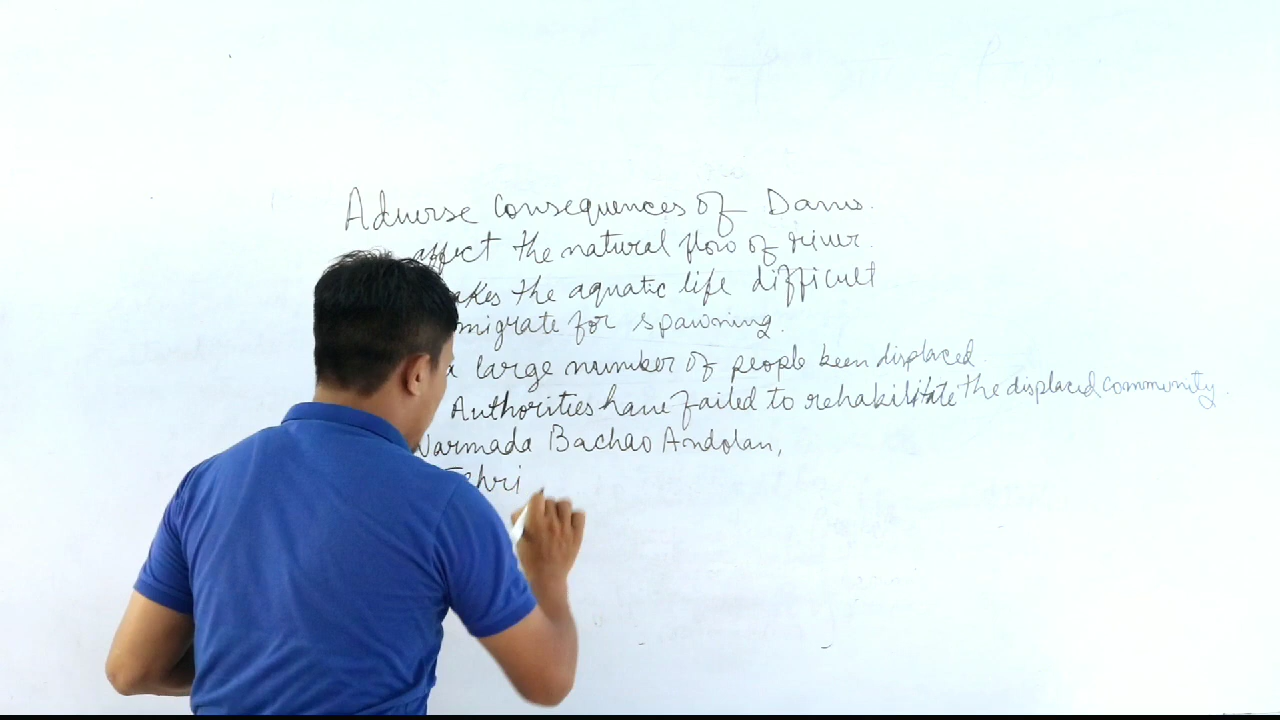 Adverse Consequences of Dams.
affect the natural flow of river.
the aquatic life difficult
migrate for spawning.
a large number of people been displaced.
Authorities have failed to rehabilitate the displaced community.
Narmada Bachao Andolan,
Tehri